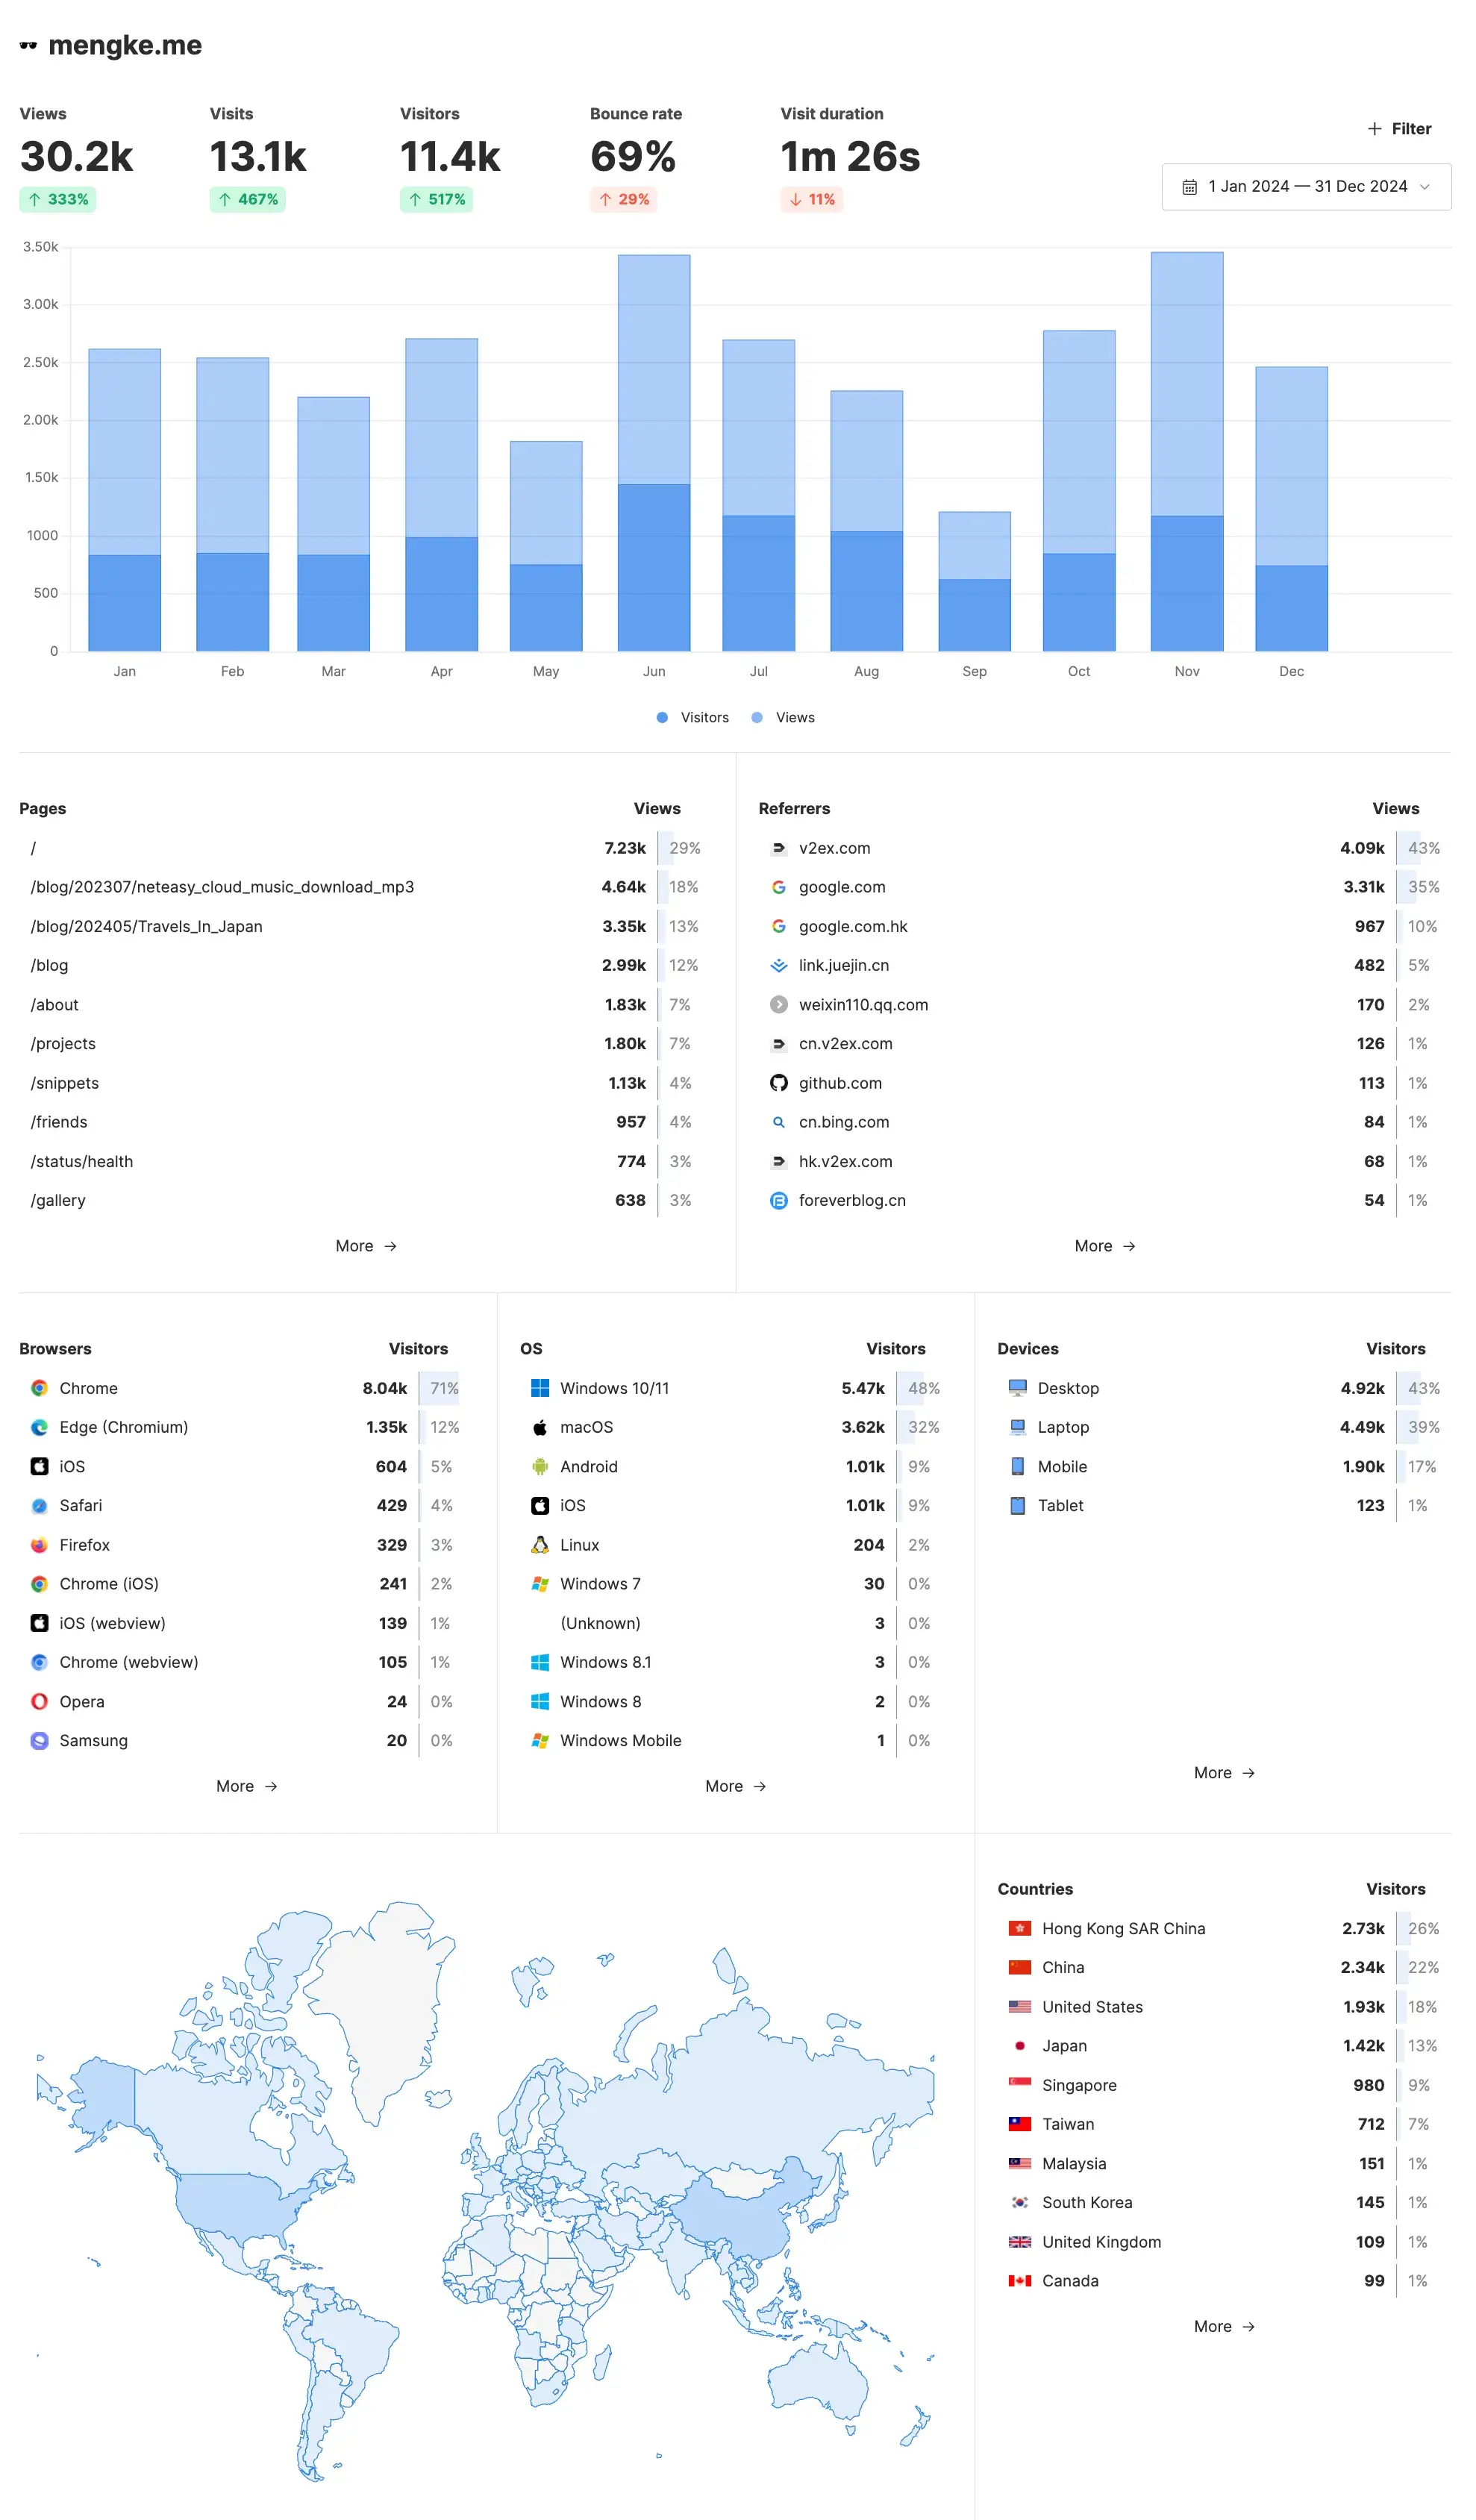 mengke.me
Views
30.2k
333%
Visits
13.1k
467%
Visitors
11.4k
517%
Bounce rate
69%
29%
Visit duration
1m 26s
11%
Filter
1 Jan 2024 — 31 Dec 2024
3.50k
3.00k
2.50k
2.00k
1.50k
1000
500
0
Jan Feb Mar Apr May Jun Jul Aug Sep Oct Nov Dec
Visitors Views
Pages Views
/ 7.23k 29%
/blog/202307/neteasy_cloud_music_download_mp3 4.64k 18%
/blog/202405/Travels_In_Japan 3.35k 13%
/blog 2.99k 12%
/about 1.83k 7%
/projects 1.80k 7%
/snippets 1.13k 4%
/friends 957 4%
/status/health 774 3%
/gallery 638 3%
More
Referrers Views
v2ex.com 4.09k 43%
google.com 3.31k 35%
google.com.hk 967 10%
link.juejin.cn 482 5%
weixin110.qq.com 170 2%
cn.v2ex.com 126 1%
github.com 113 1%
cn.bing.com 84 1%
hk.v2ex.com 68 1%
foreverblog.cn 54 1%
More
Browsers Visitors
Chrome 8.04k 71%
Edge (Chromium) 1.35k 12%
iOS 604 5%
Safari 429 4%
Firefox 329 3%
Chrome (iOS) 241 2%
iOS (webview) 139 1%
Chrome (webview) 105 1%
Opera 24 0%
Samsung 20 0%
More
OS Visitors
Windows 10/11 5.47k 48%
macOS 3.62k 32%
Android 1.01k 9%
iOS 1.01k 9%
Linux 204 2%
Windows 7 30 0%
(Unknown) 3 0%
Windows 8.1 3 0%
Windows 8 2 0%
Windows Mobile 1 0%
More
Devices Visitors
Desktop 4.92k 43%
Laptop 4.49k 39%
Mobile 1.90k 17%
Tablet 123 1%
More
Countries Visitors
Hong Kong SAR China 2.73k 26%
China 2.34k 22%
United States 1.93k 18%
Japan 1.42k 13%
Singapore 980 9%
Taiwan 712 7%
Malaysia 151 1%
South Korea 145 1%
United Kingdom 109 1%
Canada 99 1%
More